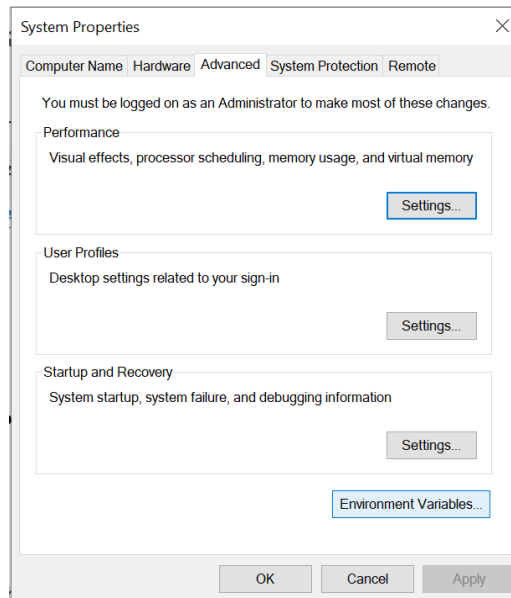 System Properties
Computer Name Hardware Advanced System Protection Remote
You must be logged on as an Administrator to make most of these changes.
Performance
Visual effects, processor scheduling, memory usage, and virtual memory
Settings...
User Profiles
Desktop settings related to your sign-in
Settings...
Startup and Recovery
System startup, system failure, and debugging information
Settings...
Environment Variables...
OK Cancel Apply